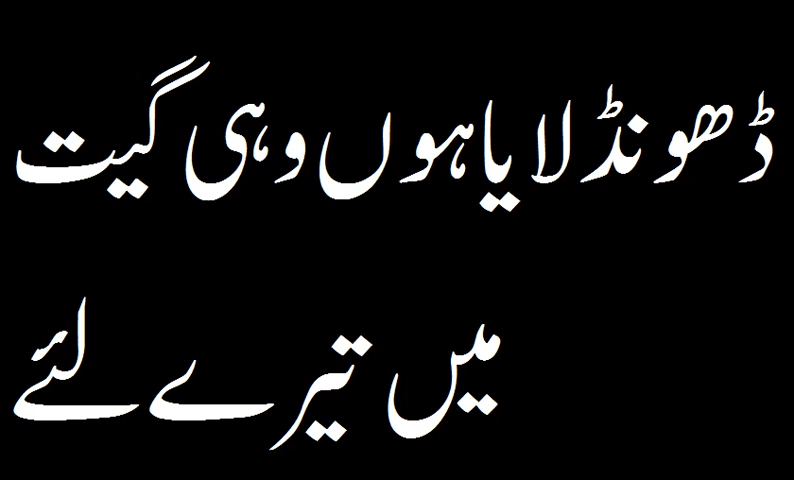 ڈھونڈ لایا ہوں وہی گیت
میں تیرے لئے